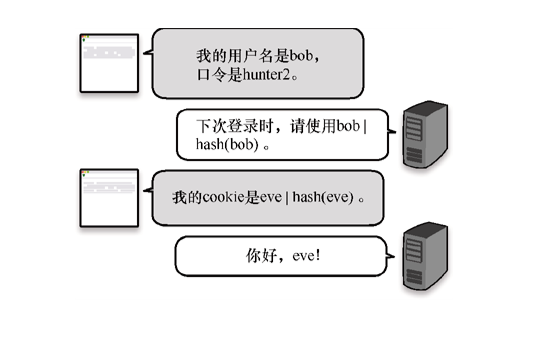 我的用户名是bob,
口令是hunter2。
下次登录时，请使用bob |
hash(bob) 。
我的cookie是eve | hash(eve) 。
你好，eve!